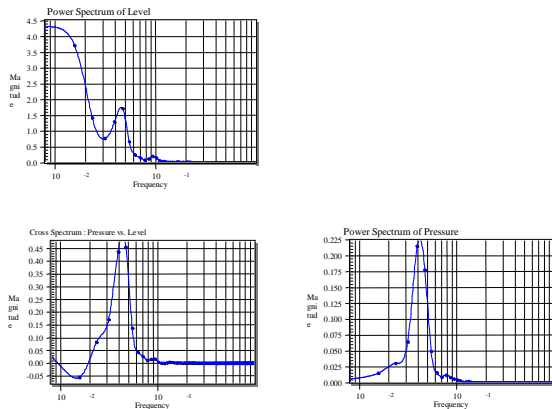 Power Spectrum of Level
4.5
4.0
3.5
3.0
2.5
2.0
1.5
1.0
0.5
0.0
Ma
gni
tud
e
10 -2 10 -1
Frequency
Cross Spectrum : Pressure vs. Level
0.45
0.40
0.35
0.30
0.25
0.20
0.15
0.10
0.05
0.00
-0.05
Ma
gni
tud
e
10 -2 10 -1
Frequency
Power Spectrum of Pressure
0.225
0.200
0.175
0.150
0.125
0.100
0.075
0.050
0.025
0.000
Ma
gni
tud
e
10 -2 10 -1
Frequency